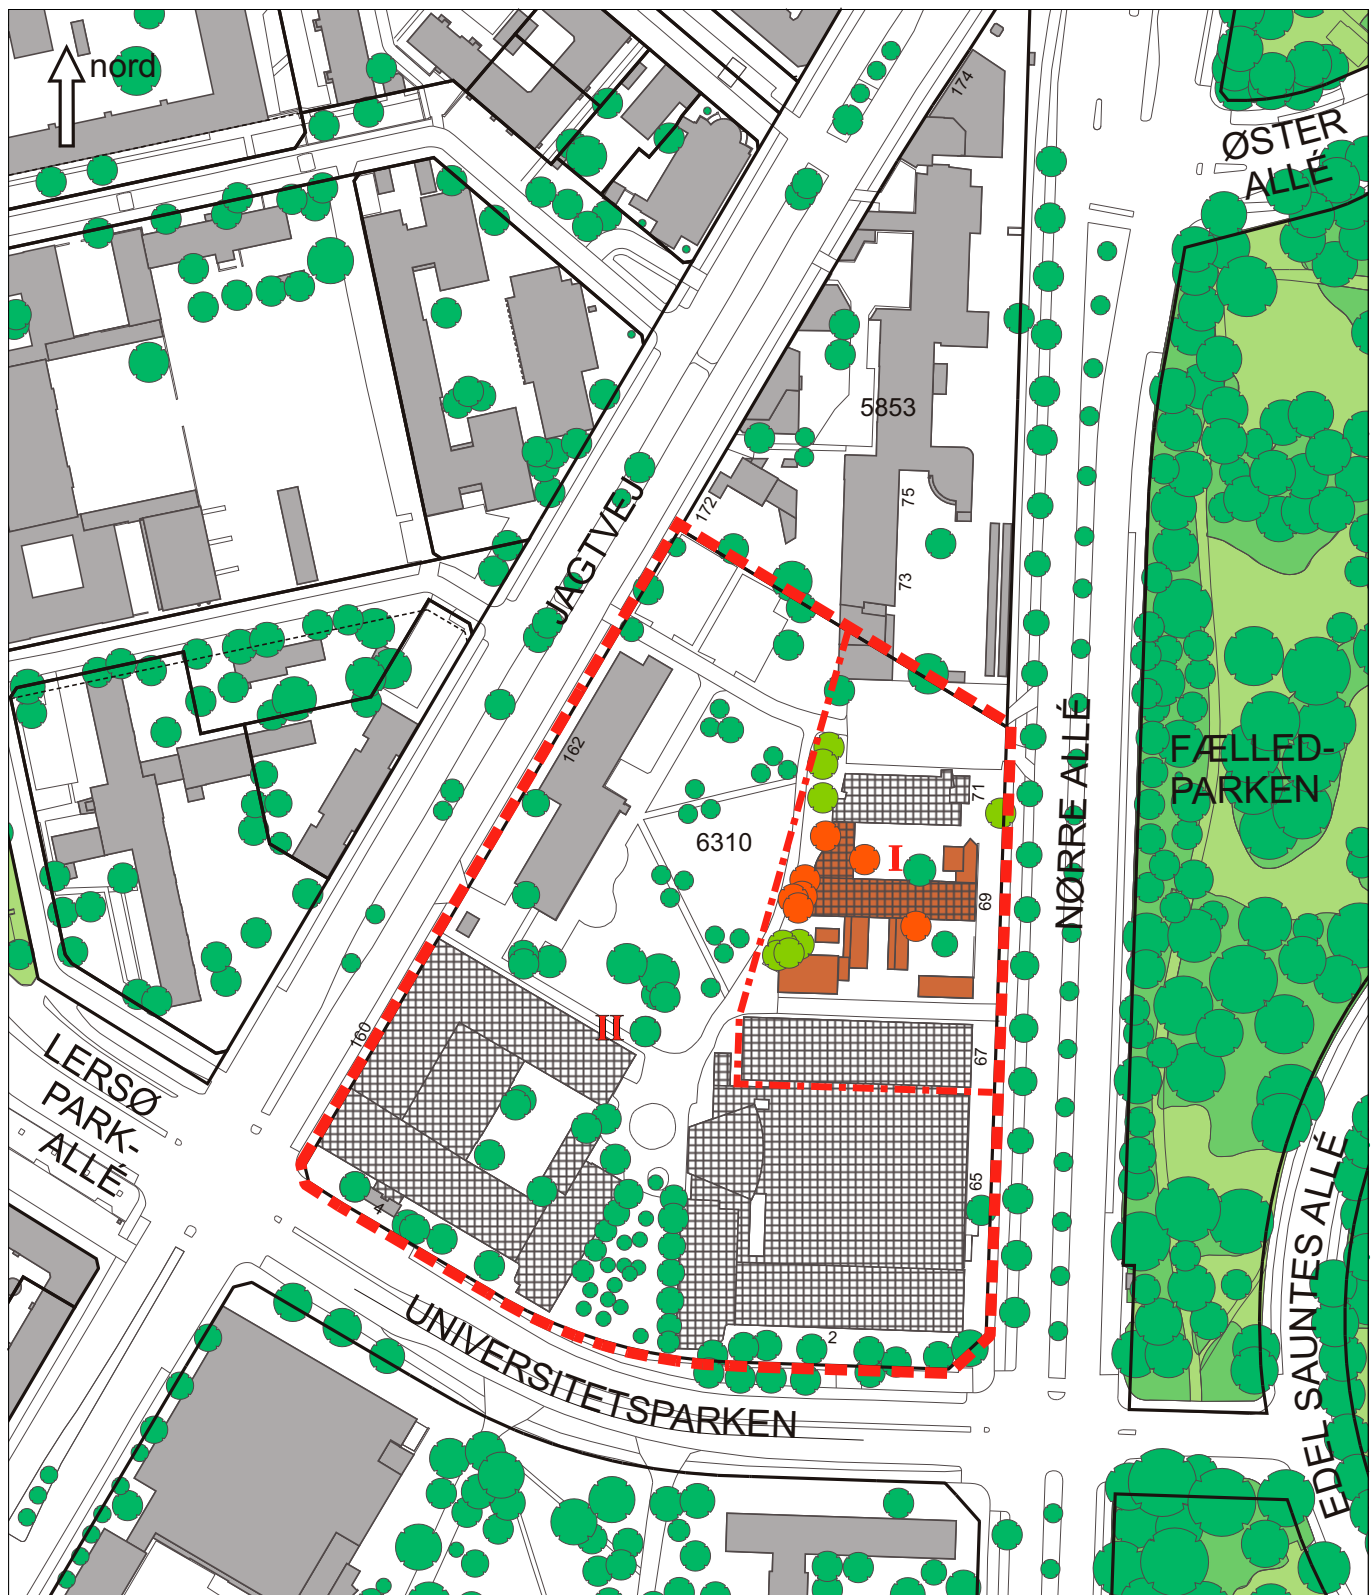 nord
174
ØSTER
ALLÉ
5853
172
75
JAGTVEJ
73
162
FÆLLED-
PARKEN
NØRRE ALLÉ
71
6310
I
69
II
160
LERSØ
PARK-
ALLÉ
67
65
4
EDEL SAUNTES ALLÉ
2
UNIVERSITETSPARKEN